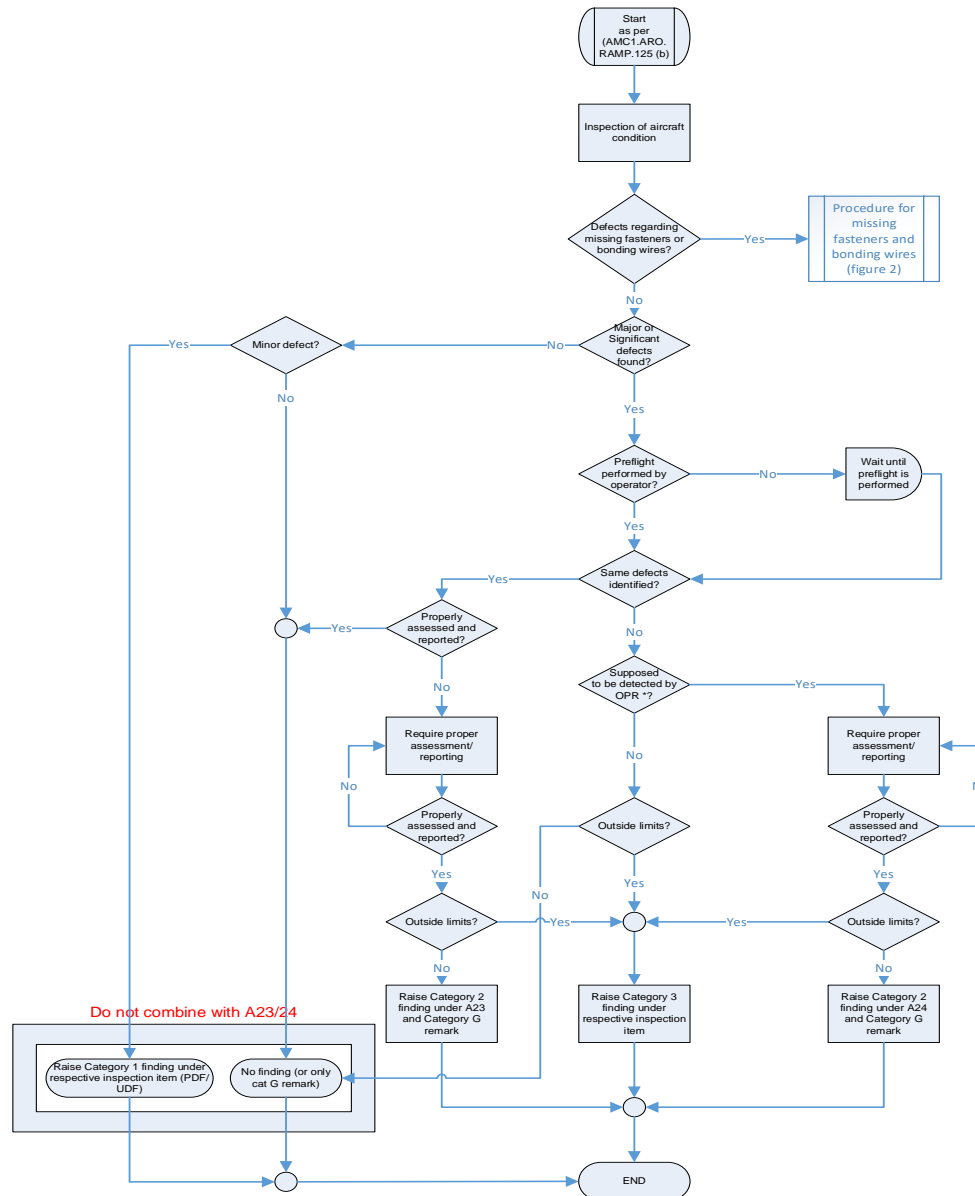 Start
as per
(AMC1.ARO.
RAMP.125 (b)
Inspection of aircraft
condition
Defects regarding
missing fasteners or
bonding wires?
Yes
Procedure for
missing
fasteners and
bonding wires
(figure 2)
No
Major or
Significant
defects
found?
No
Minor defect?
Yes
No
Yes
Preflight
performed by
operator?
No
Wait until
preflight is
performed
Yes
Same defects
identified?
Yes
Properly
assessed and
reported?
Yes
No
No
Supposed
to be detected by
OPR *?
Yes
Require proper
assessment/
reporting
No
Require proper
assessment/
reporting
No
Properly
assessed and
reported?
Outside limits?
Properly
assessed and
reported?
Yes
No
Yes
Yes
Outside limits?
Yes
Outside limits?
Yes
No
No
Raise Category 2
finding under A23
and Category G
remark
Raise Category 3
finding under
respective inspection
item
Raise Category 2
finding under A24
and Category G
remark
Do not combine with A23/24
Raise Category 1 finding under
respective inspection item (PDF/
UDF)
No finding (or only
cat G remark)
END